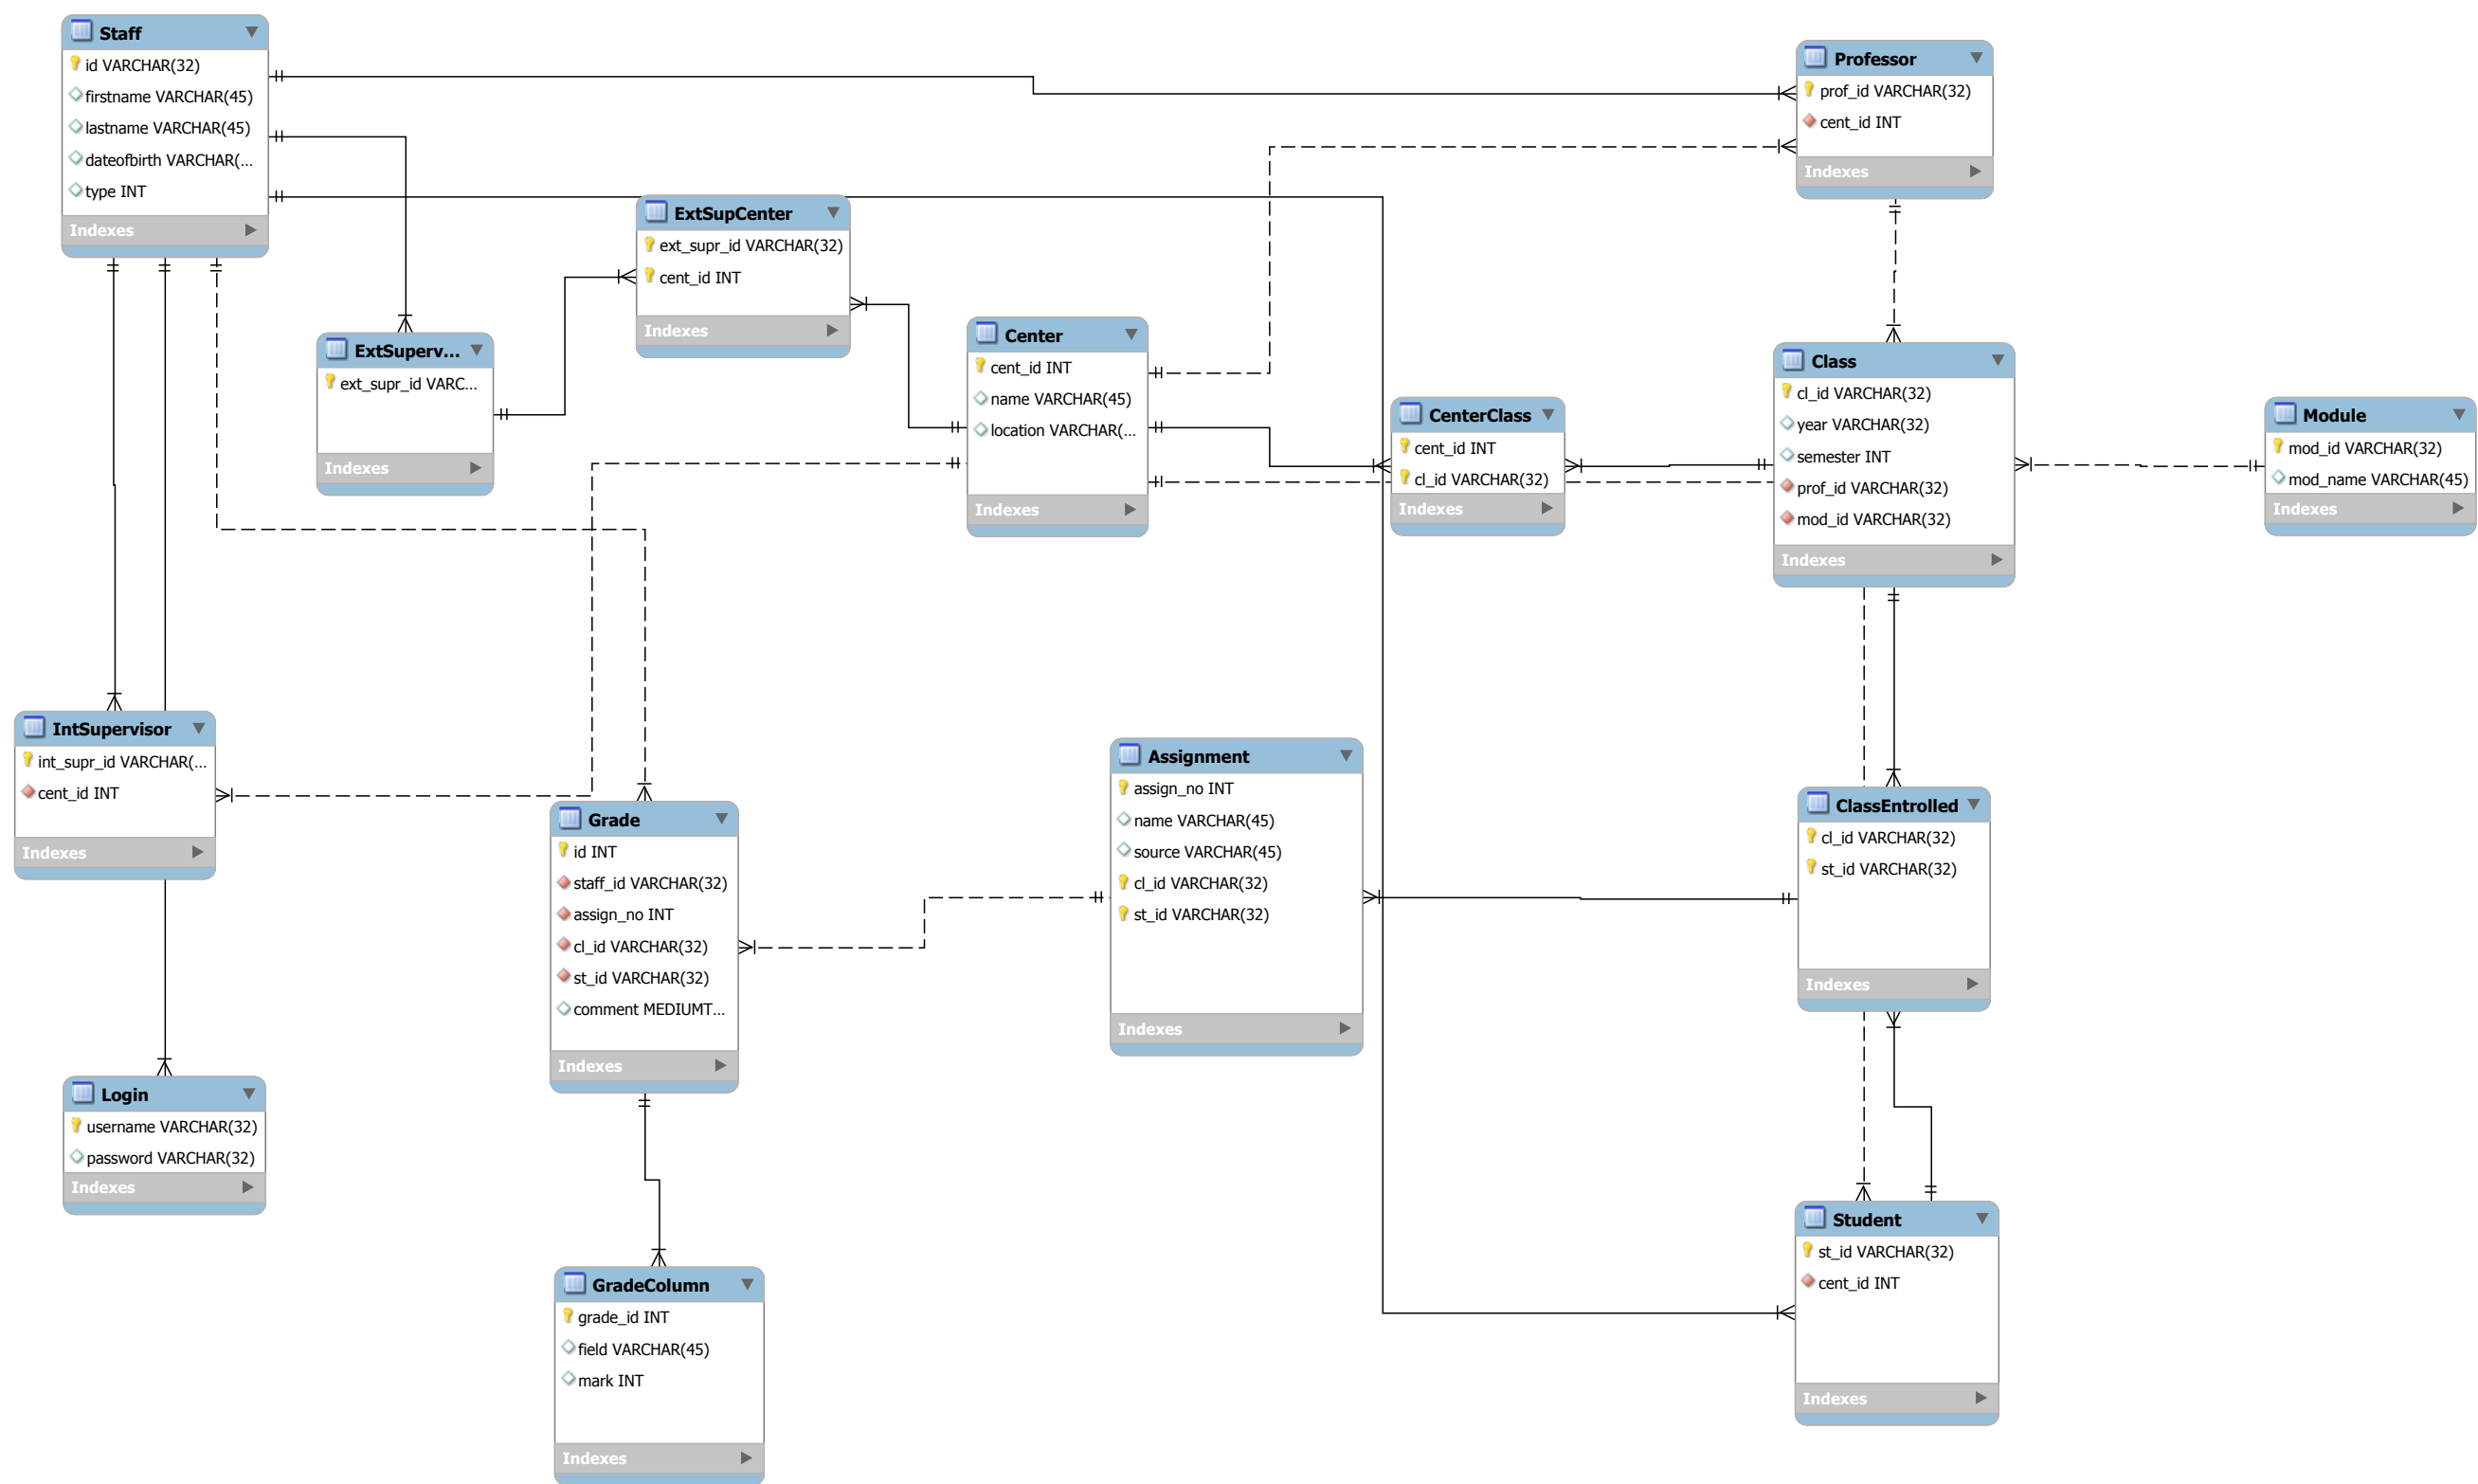 Staff
id VARCHAR(32)
firstname VARCHAR(45)
lastname VARCHAR(45)
dateofbirth VARCHAR(...
type INT
Indexes
Professor
prof_id VARCHAR(32)
cent_id INT
Indexes
ExtSupCenter
ext_supr_id VARCHAR(32)
cent_id INT
Indexes
ExtSuperv...
ext_supr_id VARC...
Indexes
Center
cent_id INT
name VARCHAR(45)
location VARCHAR(...
Indexes
CenterClass
cent_id INT
cl_id VARCHAR(32)
Indexes
Class
cl_id VARCHAR(32)
year VARCHAR(32)
semester INT
prof_id VARCHAR(32)
mod_id VARCHAR(32)
Indexes
Module
mod_id VARCHAR(32)
mod_name VARCHAR(45)
Indexes
IntSupervisor
int_supr_id VARCHAR(...
cent_id INT
Indexes
Grade
id INT
staff_id VARCHAR(32)
assign_no INT
cl_id VARCHAR(32)
st_id VARCHAR(32)
comment MEDIUMT...
Indexes
Assignment
assign_no INT
name VARCHAR(45)
source VARCHAR(45)
cl_id VARCHAR(32)
st_id VARCHAR(32)
Indexes
ClassEntrolled
cl_id VARCHAR(32)
st_id VARCHAR(32)
Indexes
Login
username VARCHAR(32)
password VARCHAR(32)
Indexes
GradeColumn
grade_id INT
field VARCHAR(45)
mark INT
Indexes
Student
st_id VARCHAR(32)
cent_id INT
Indexes